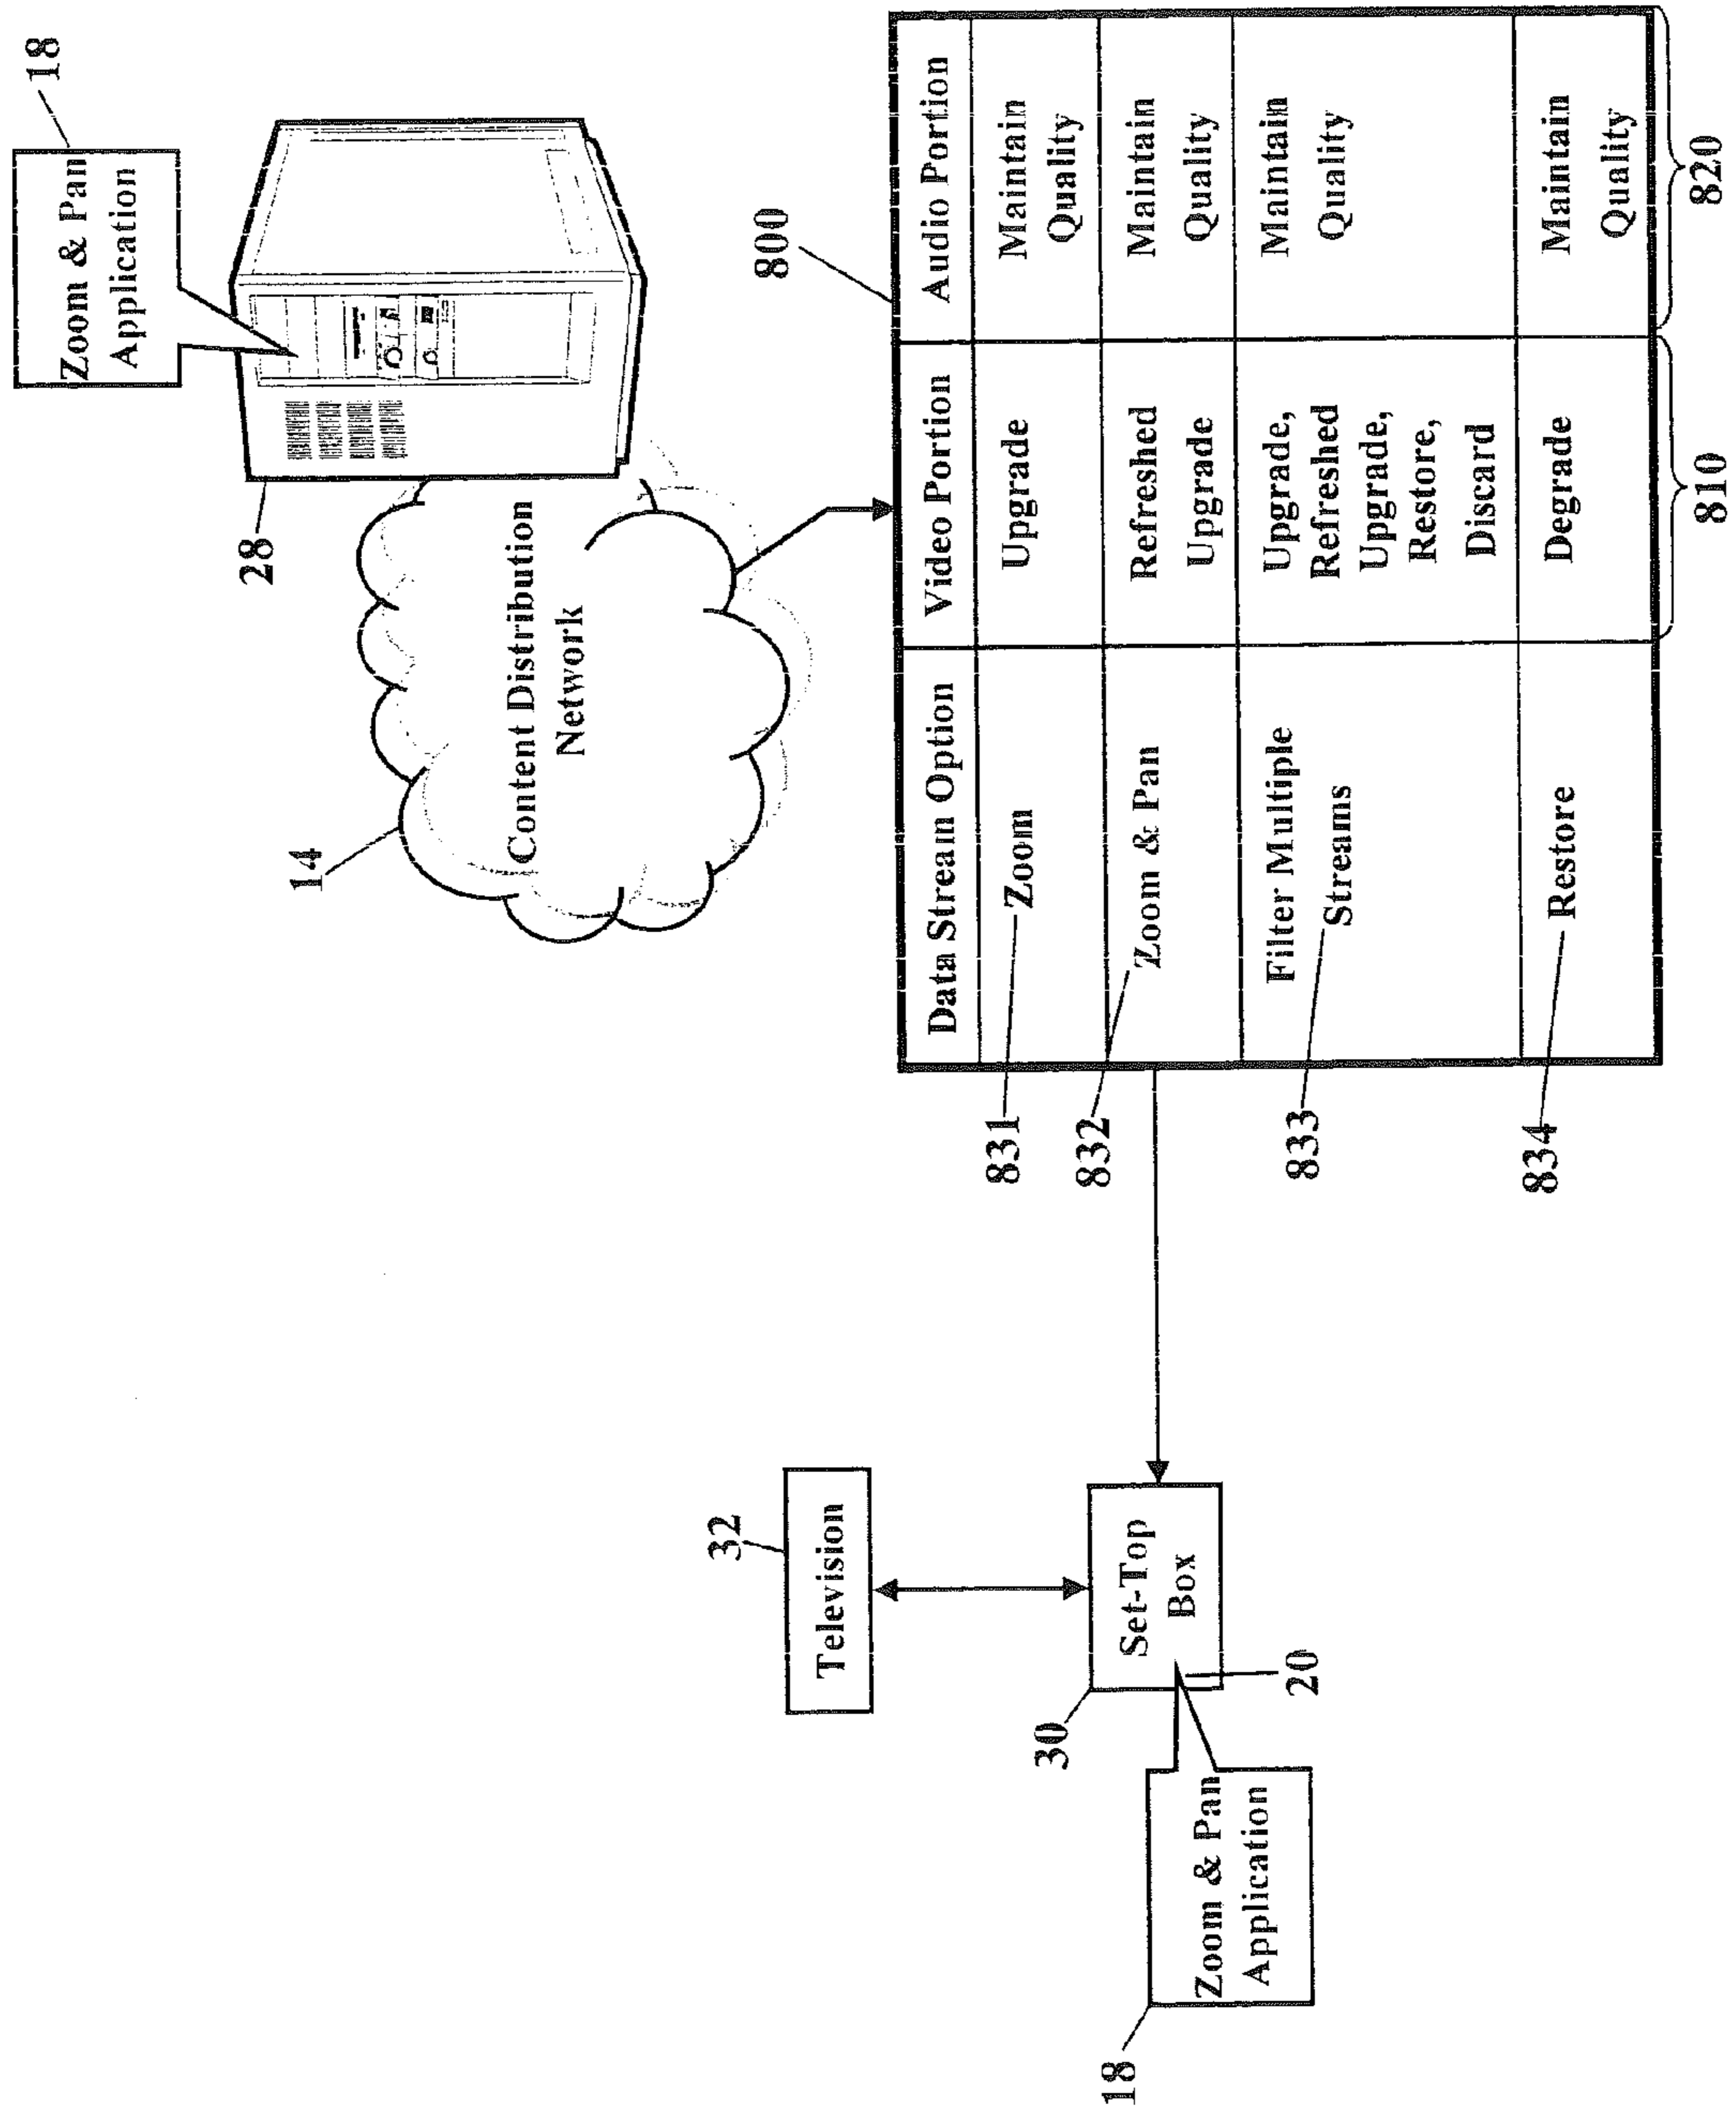 18
Zoom & Pan
Application
28
14
Content Distribution
Network
800
Data Stream Option
Video Portion
Audio Portion
831
Zoom
Upgrade
Maintain
Quality
832
Zoom & Pan
Refreshed
Upgrade
Maintain
Quality
833
Filter Multiple
Streams
Upgrade,
Refreshed
Upgrade,
Restore,
Discard
Maintain
Quality
834
Restore
Degrade
Maintain
Quality
810
820
32
Television
30
Set-Top
Box
20
18
Zoom & Pan
Application